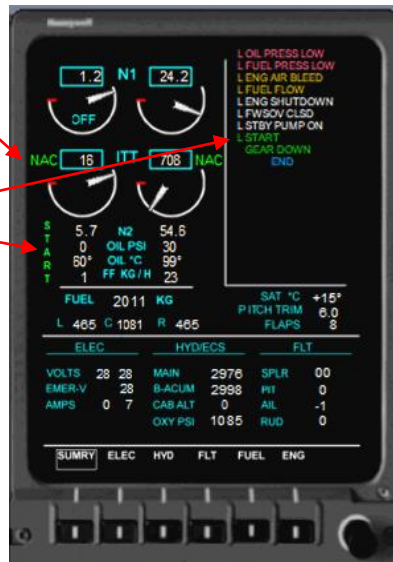 Honeywell
1.2 N1 24.2
OFF
NAC 16 ITT 708 NAC
START
5.7 N2 54.6
0 OIL PSI 30
60° OIL °C 99°
1 FF KG/H 23
FUEL 2011 KG
L 465 C 1081 R 465
L OIL PRESS LOW
L FUEL PRESS LOW
L ENG AIR BLEED
L FUEL FLOW
L ENG SHUTDOWN
L FWSOV CLSD
L STBY PUMP ON
L START
GEAR DOWN
END
SAT °C +15°
PITCH TRIM 6.0
FLAPS 8
ELEC HYD/ECS FLT
VOLTS 28 28 MAIN 2976 SPLR 00
EMER-V 28 B-ACUM 2998 PIT 0
AMPS 0 7 CAB ALT 0 AIL -1
OXY PSI 1085 RUD 0
SUMRY ELEC HYD FLT FUEL ENG